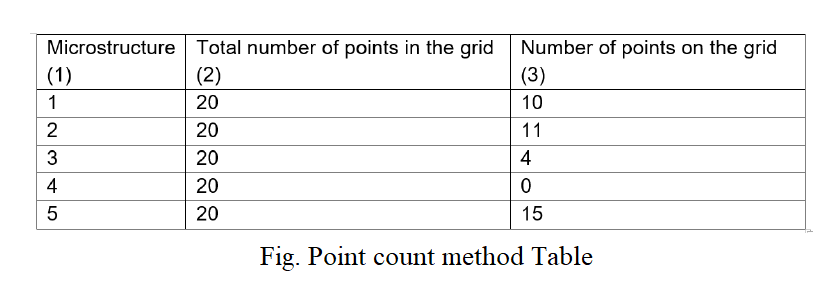 Microstructure Total number of points in the grid Number of points on the grid
(1) (2) (3)
1 20 10
2 20 11
3 20 4
4 20 0
5 20 15
Fig. Point count method Table